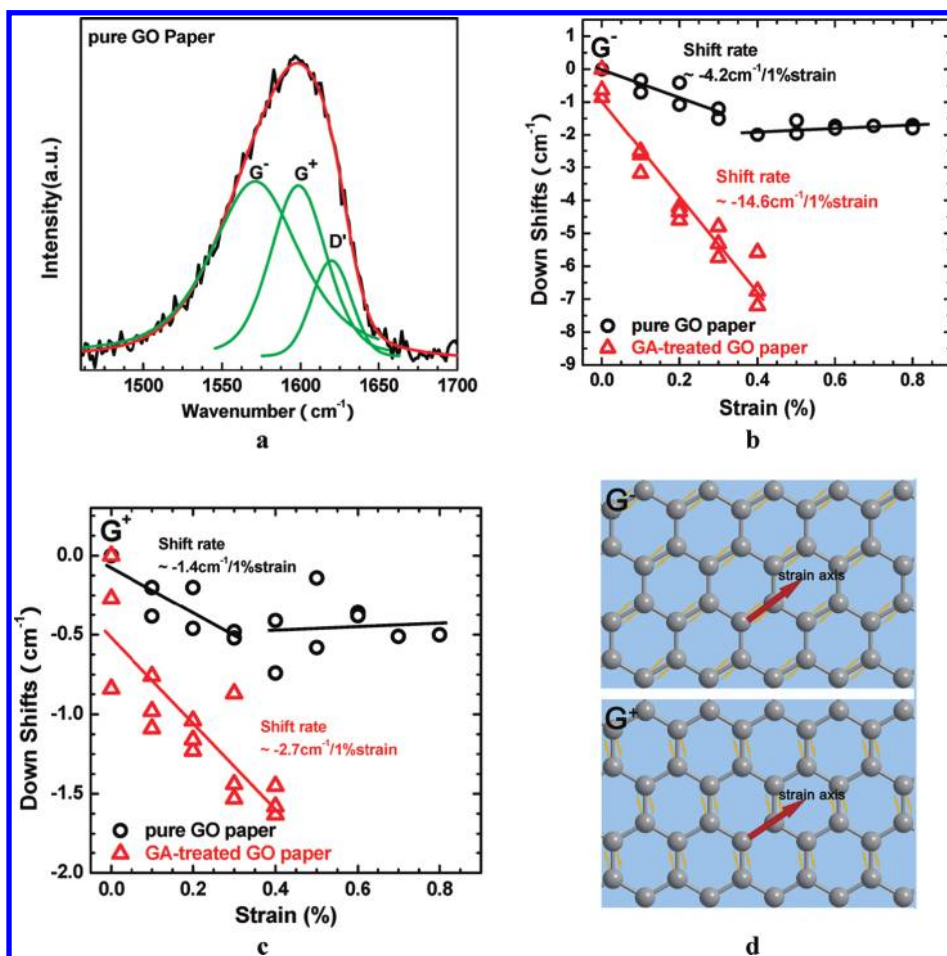 pure GO Paper
G⁻
G⁺
D'
Intensity(a.u.)
1500
1550
1600
1650
1700
Wavenumber ( cm⁻¹)
a
G⁻
Shift rate
~ -4.2cm⁻¹/1%strain
Shift rate
~ -14.6cm⁻¹/1%strain
pure GO paper
GA-treated GO paper
Down Shifts ( cm⁻¹)
1
0
-1
-2
-3
-4
-5
-6
-7
-8
-9
0.0
0.2
0.4
0.6
0.8
Strain (%)
b
G⁺
Shift rate
~ -1.4cm⁻¹/1%strain
Shift rate
~ -2.7cm⁻¹/1%strain
pure GO paper
GA-treated GO paper
Down Shifts ( cm⁻¹)
0.0
-0.5
-1.0
-1.5
-2.0
0.0
0.2
0.4
0.6
0.8
Strain (%)
c
G⁻
strain axis
G⁺
strain axis
d